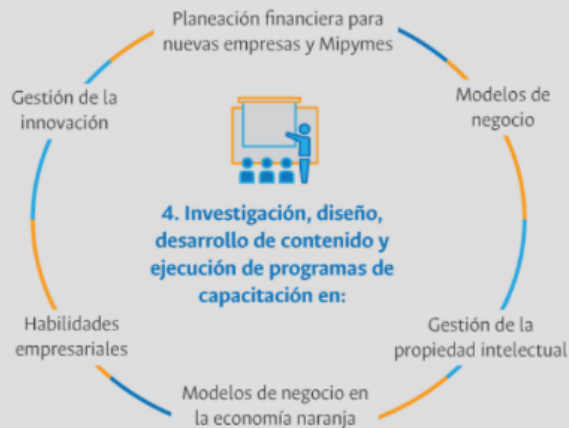 Planeación financiera para
nuevas empresas y Mipymes
Modelos de
negocio
Gestión de la
propiedad intelectual
Modelos de negocio en
la economía naranja
Habilidades
empresariales
Gestión de la
innovación
4. Investigación, diseño,
desarrollo de contenido y
ejecución de programas de
capacitación en: